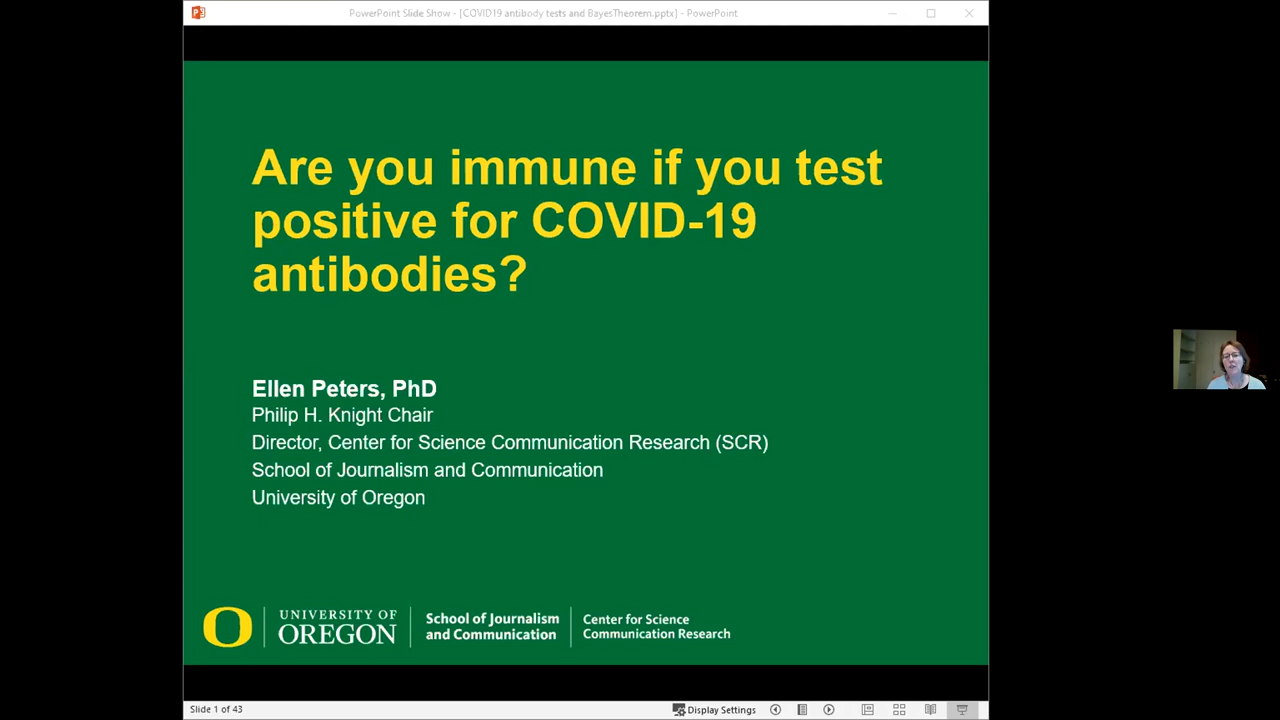 PowerPoint Slide Show - [COVID19 antibody tests and BayesTheorem.pptx] - PowerPoint
Are you immune if you test
positive for COVID-19
antibodies?
Ellen Peters, PhD
Philip H. Knight Chair
Director, Center for Science Communication Research (SCR)
School of Journalism and Communication
University of Oregon
O
UNIVERSITY OF
OREGON
School of Journalism
and Communication
Center for Science
Communication Research
Slide 1 of 43
Display Settings